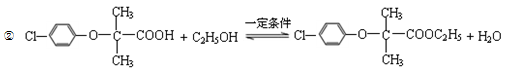 CH₃ CH₃
② Cl— —O—C—COOH + C₂H₅OH 一定条件 ⇌ Cl— —O—C—COOC₂H₅ + H₂O
CH₃ CH₃